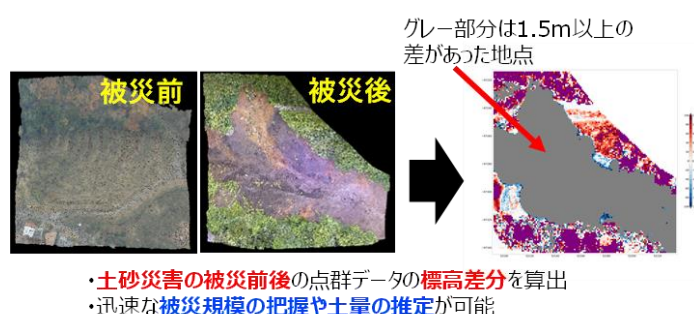 グレー部分は1.5m以上の
差があった地点
被災前
被災後
・土砂災害の被災前後の点群データの標高差分を算出
・迅速な被災規模の把握や土量の推定が可能